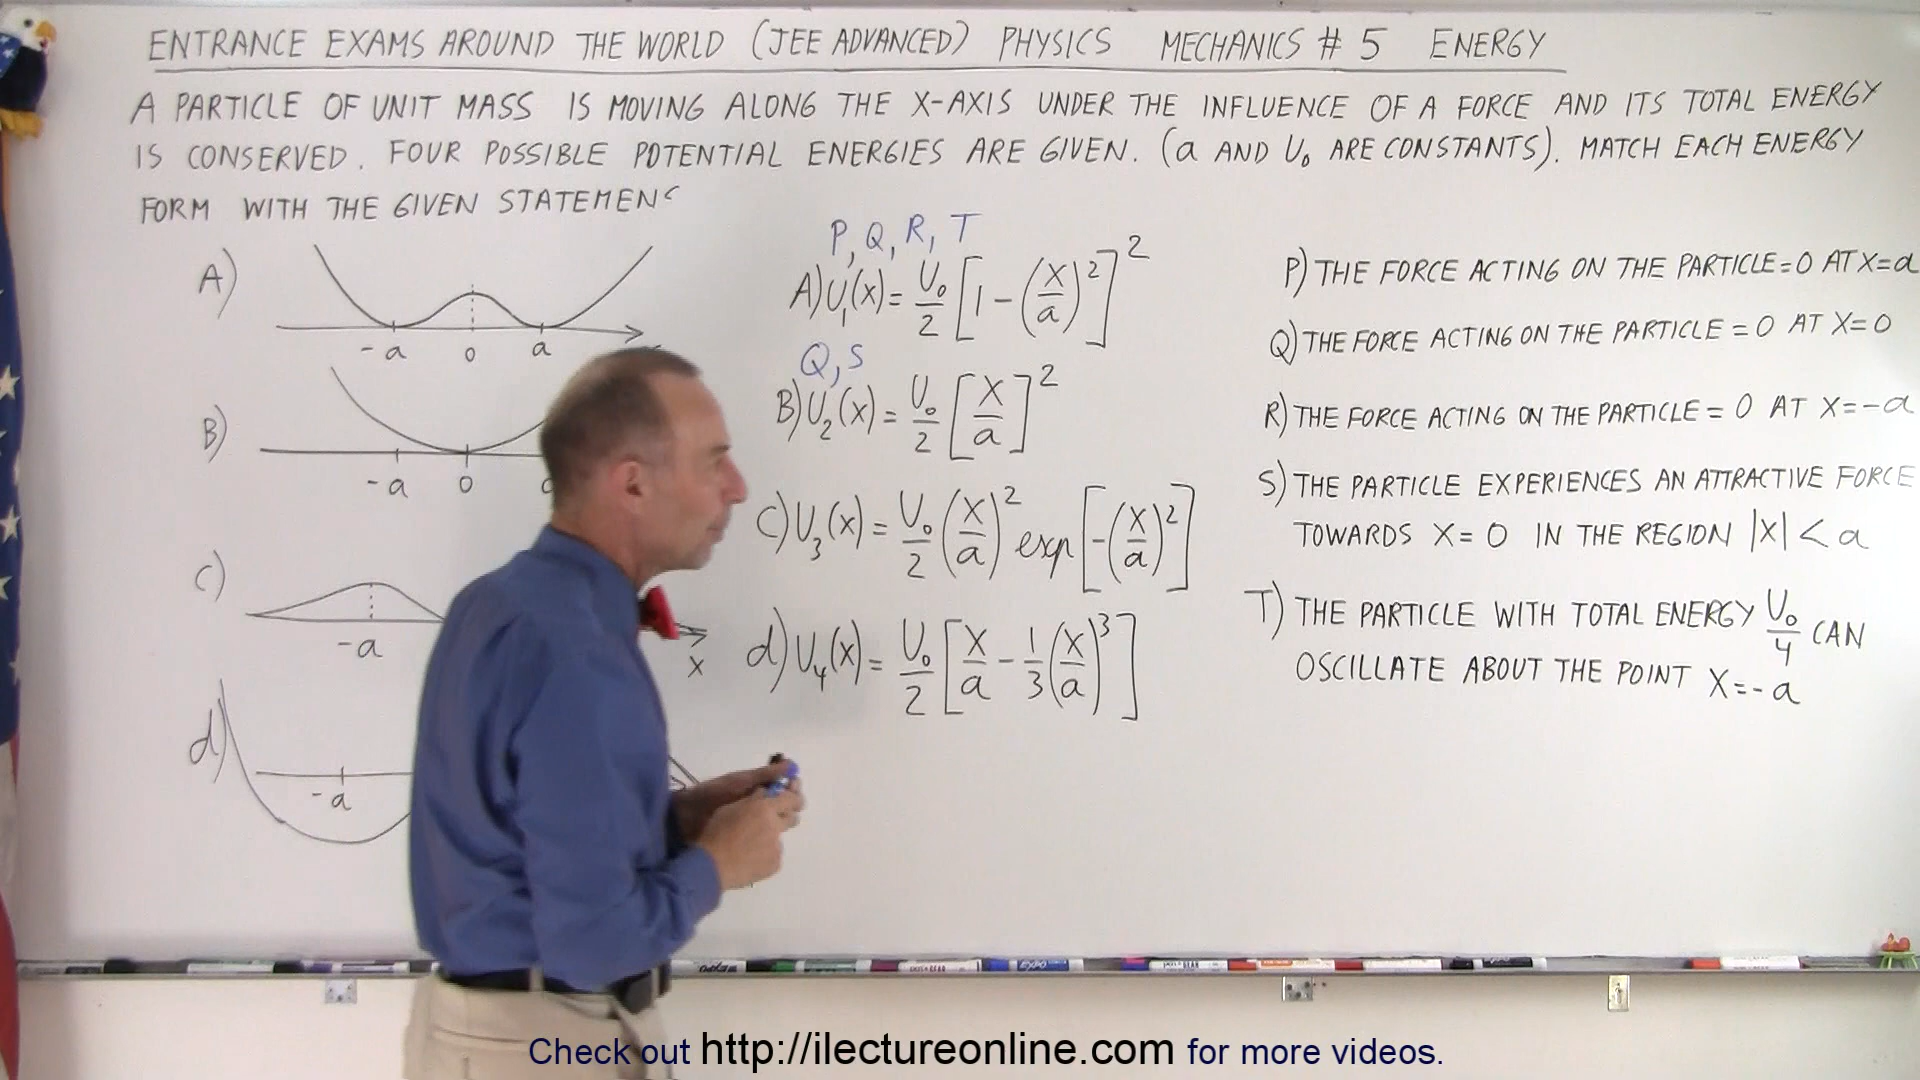 ENTRANCE EXAMS AROUND THE WORLD (JEE ADVANCED) PHYSICS MECHANICS # 5 ENERGY
A PARTICLE OF UNIT MASS IS MOVING ALONG THE X-AXIS UNDER THE INFLUENCE OF A FORCE AND ITS TOTAL ENERGY
IS CONSERVED. FOUR POSSIBLE POTENTIAL ENERGIES ARE GIVEN. (a AND U₀ ARE CONSTANTS). MATCH EACH ENERGY
FORM WITH THE GIVEN STATEMEN
A)
-a 0 a
B)
-a 0
C)
-a
x
d)
-a
P, Q, R, T
A) U₁(x) = U₀/2 [1 - (x/a)²]²
Q, S
B) U₂(x) = U₀/2 [x/a]²
C) U₃(x) = U₀/2 (x/a)² exp[-(x/a)²]
d) U₄(x) = U₀/2 [x/a - 1/3 (x/a)³]
P) THE FORCE ACTING ON THE PARTICLE = 0 AT X = a
Q) THE FORCE ACTING ON THE PARTICLE = 0 AT X = 0
R) THE FORCE ACTING ON THE PARTICLE = 0 AT X = -a
S) THE PARTICLE EXPERIENCES AN ATTRACTIVE FORCE
TOWARDS X = 0 IN THE REGION |X| < a
T) THE PARTICLE WITH TOTAL ENERGY U₀/4 CAN
OSCILLATE ABOUT THE POINT X = -a
EXPO
Check out http://ilectureonline.com for more videos.